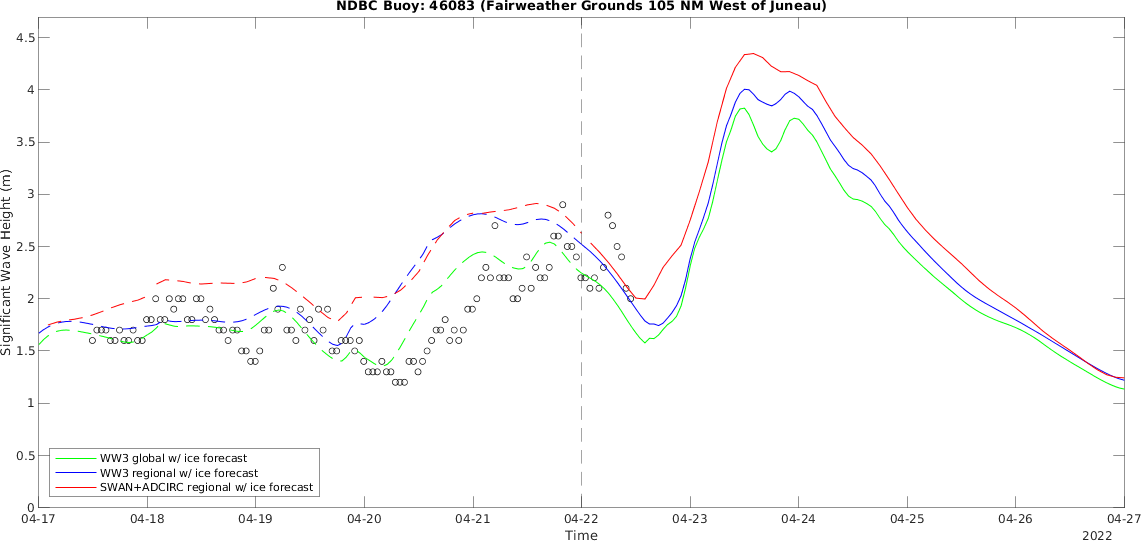 NDBC Buoy: 46083 (Fairweather Grounds 105 NM West of Juneau)
Significant Wave Height (m)
4.5
4
3.5
3
2.5
2
1.5
1
0.5
0
WW3 global w/ ice forecast
WW3 regional w/ ice forecast
SWAN+ADCIRC regional w/ ice forecast
04-17 04-18 04-19 04-20 04-21 04-22 04-23 04-24 04-25 04-26 04-27
Time
2022